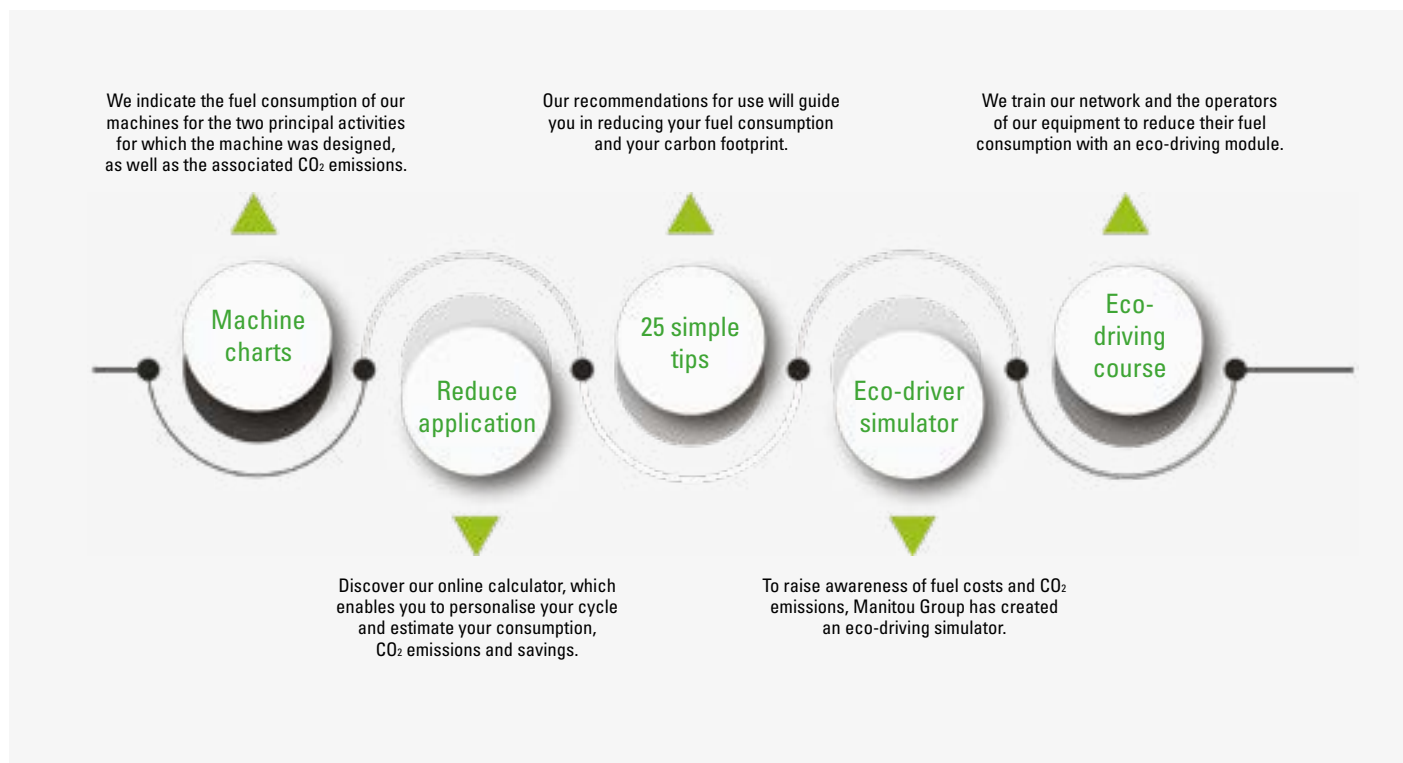 We indicate the fuel consumption of our
machines for the two principal activities
for which the machine was designed,
as well as the associated CO₂ emissions.
Our recommendations for use will guide
you in reducing your fuel consumption
and your carbon footprint.
We train our network and the operators
of our equipment to reduce their fuel
consumption with an eco-driving module.
Machine
charts
Reduce
application
25 simple
tips
Eco-driver
simulator
Eco-
driving
course
Discover our online calculator, which
enables you to personalise your cycle
and estimate your consumption,
CO₂ emissions and savings.
To raise awareness of fuel costs and CO₂
emissions, Manitou Group has created
an eco-driving simulator.